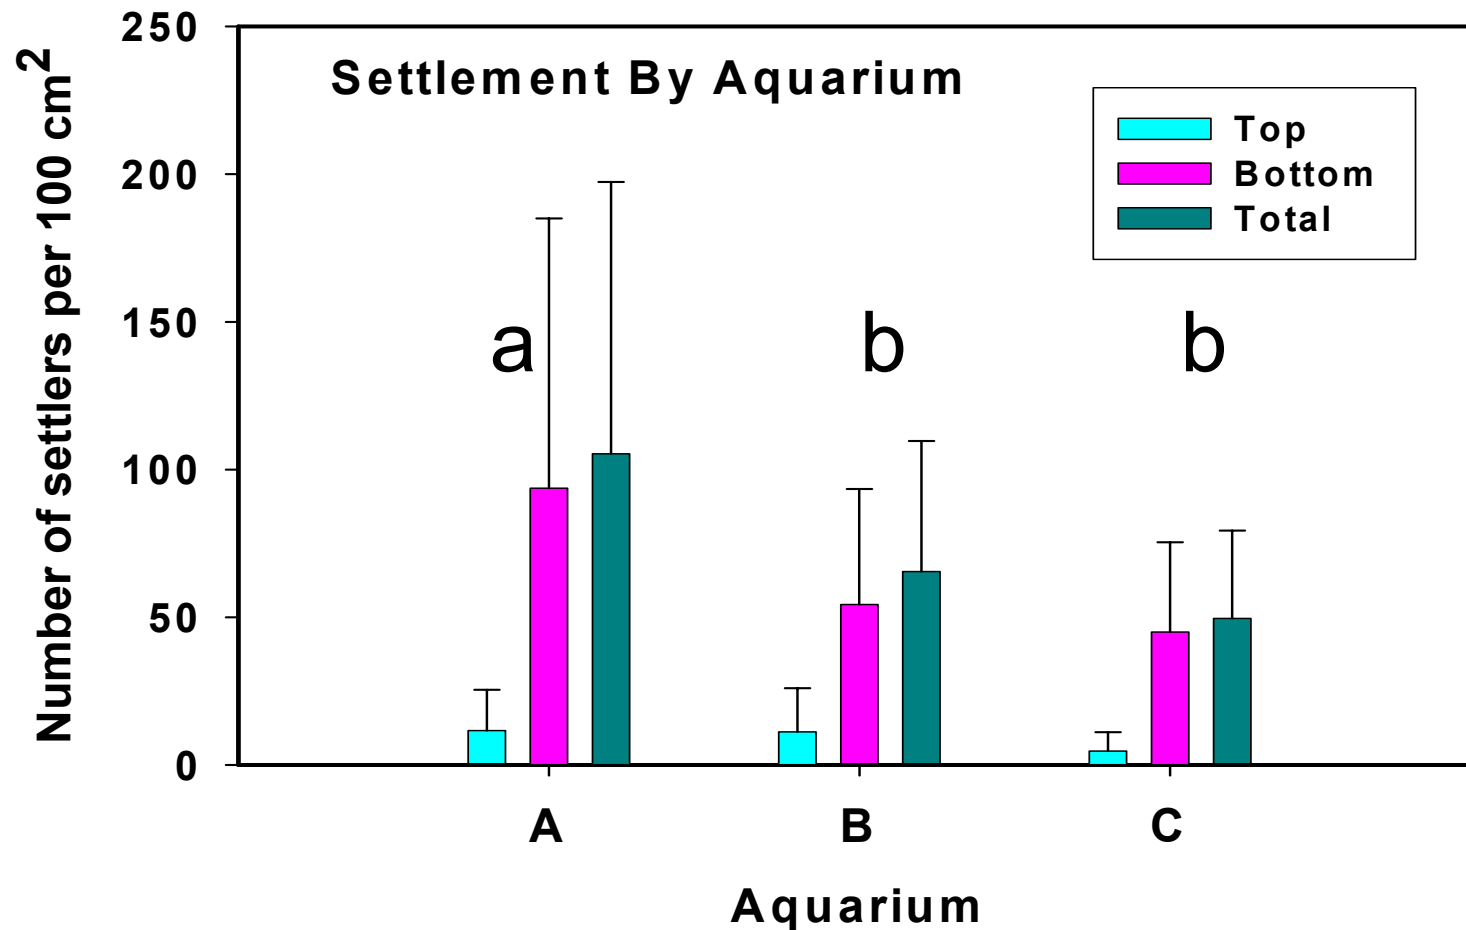 Settlement By Aquarium
Number of settlers per 100 cm²
250
200
150
100
50
0
Top
Bottom
Total
a b b
A B C
Aquarium